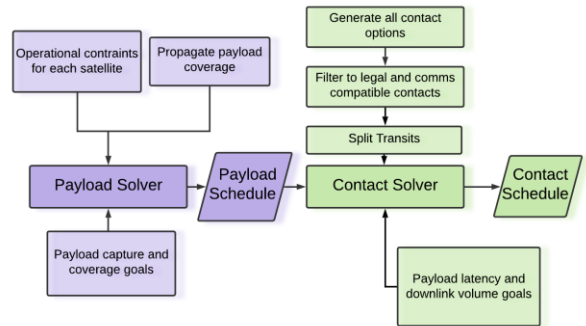 Operational contraints
for each satellite
Propagate payload
coverage
Payload Solver
Payload
Schedule
Payload capture and
coverage goals
Generate all contact
options
Filter to legal and comms
compatible contacts
Split Transits
Contact Solver
Contact
Schedule
Payload latency and
downlink volume goals